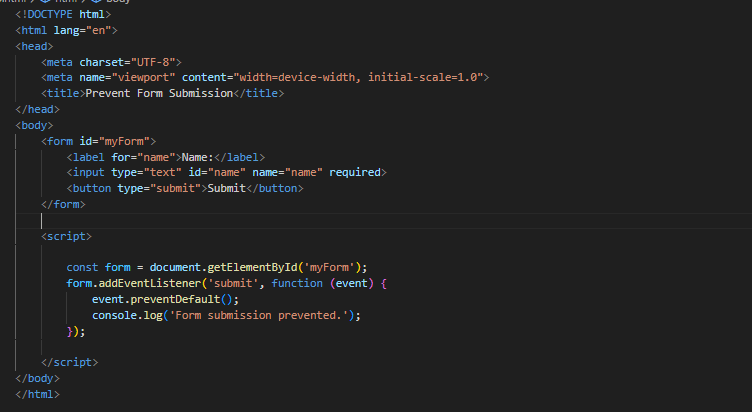 html
body
<!DOCTYPE html>
<html lang="en">
<head>
    <meta charset="UTF-8">
    <meta name="viewport" content="width=device-width, initial-scale=1.0">
    <title>Prevent Form Submission</title>
</head>
<body>
    <form id="myForm">
        <label for="name">Name:</label>
        <input type="text" id="name" name="name" required>
        <button type="submit">Submit</button>
    </form>
    <script>
        const form = document.getElementById('myForm');
        form.addEventListener('submit', function (event) {
            event.preventDefault();
            console.log('Form submission prevented.');
        });
    </script>
</body>
</html>